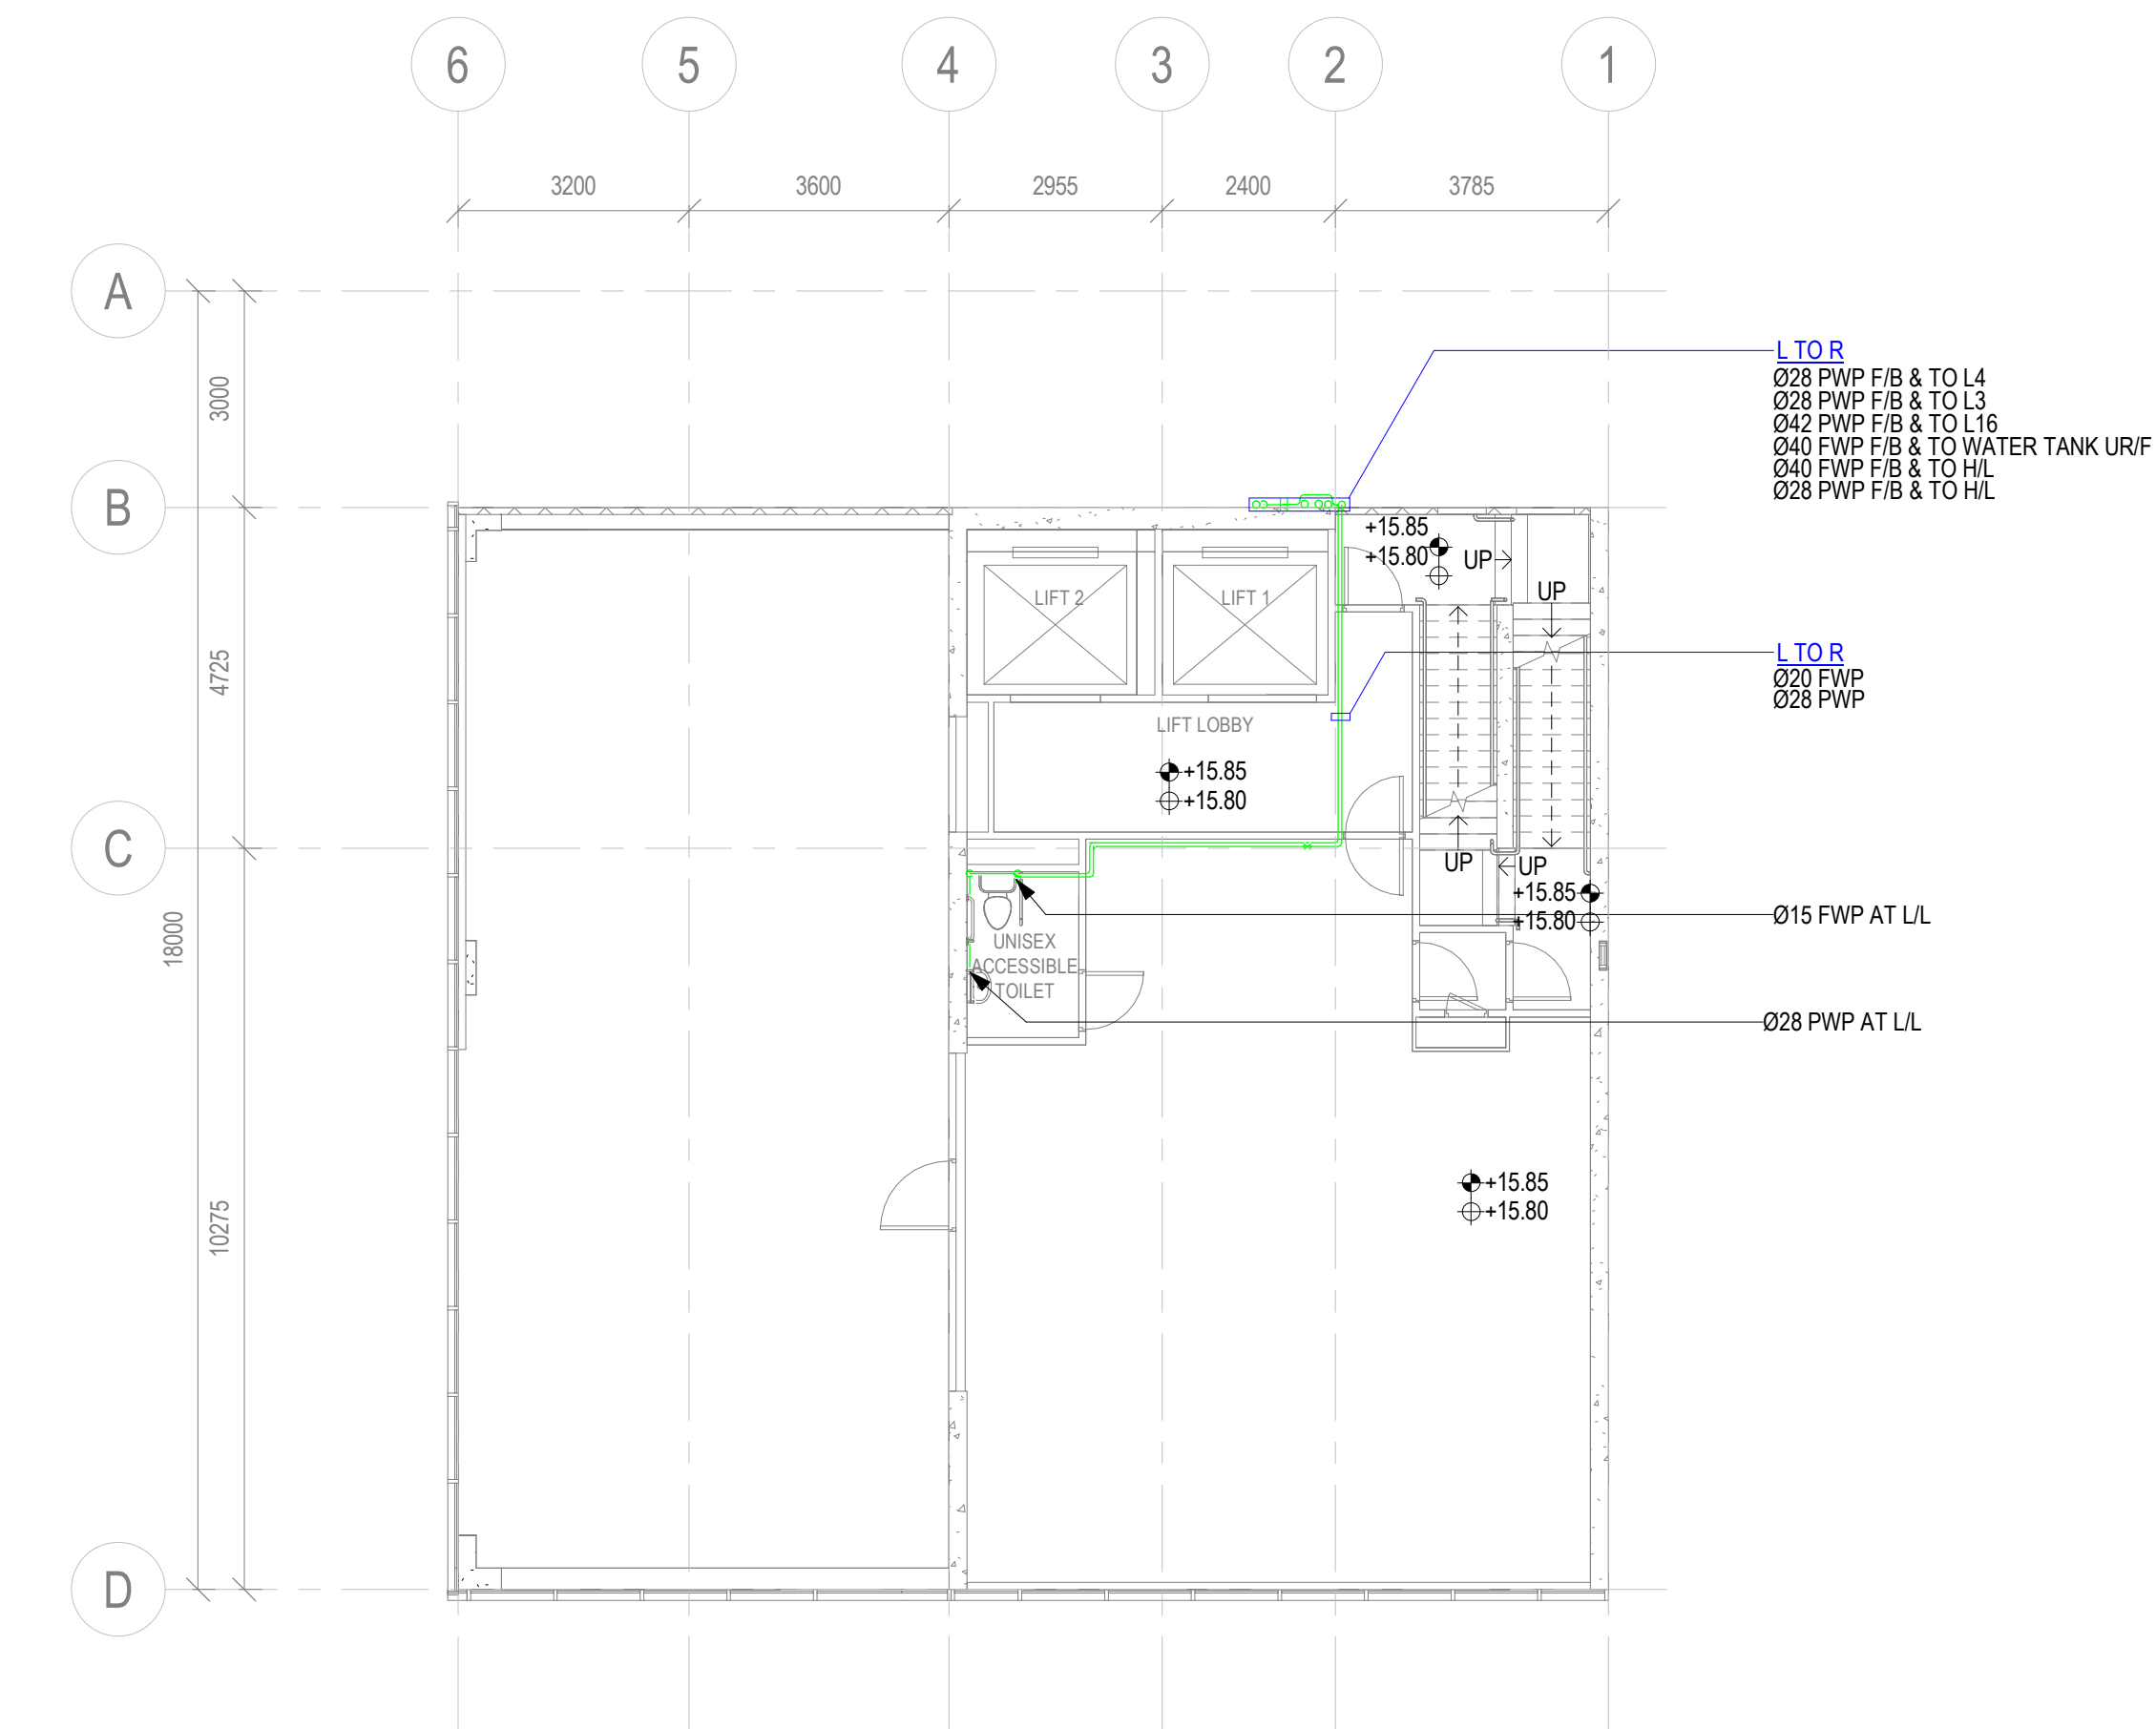 6
5
4
3
2
1
3200
3600
2955
2400
3785
A
B
C
D
3000
4725
10275
18000
L TO R
Ø28 PWP F/B & TO L4
Ø28 PWP F/B & TO L3
Ø42 PWP F/B & TO L16
Ø40 FWP F/B & TO WATER TANK UR/F
Ø40 FWP F/B & TO H/L
Ø28 PWP F/B & TO H/L
+15.85
+15.80
UP
UP
LIFT 2
LIFT 1
L TO R
Ø20 FWP
Ø28 PWP
LIFT LOBBY
+15.85
+15.80
UP
UP
+15.85
+15.80
Ø15 FWP AT L/L
UNISEX
ACCESSIBLE
TOILET
Ø28 PWP AT L/L
+15.85
+15.80